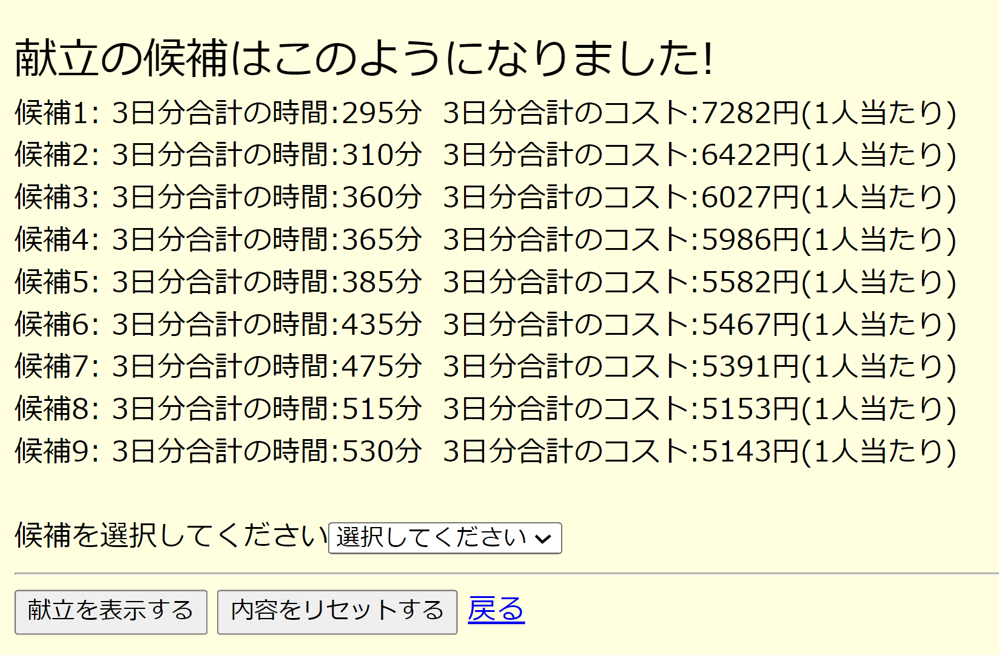 献立の候補はこのようになりました!
候補1: 3日分合計の時間:295分 3日分合計のコスト:7282円(1人当たり)
候補2: 3日分合計の時間:310分 3日分合計のコスト:6422円(1人当たり)
候補3: 3日分合計の時間:360分 3日分合計のコスト:6027円(1人当たり)
候補4: 3日分合計の時間:365分 3日分合計のコスト:5986円(1人当たり)
候補5: 3日分合計の時間:385分 3日分合計のコスト:5582円(1人当たり)
候補6: 3日分合計の時間:435分 3日分合計のコスト:5467円(1人当たり)
候補7: 3日分合計の時間:475分 3日分合計のコスト:5391円(1人当たり)
候補8: 3日分合計の時間:515分 3日分合計のコスト:5153円(1人当たり)
候補9: 3日分合計の時間:530分 3日分合計のコスト:5143円(1人当たり)
候補を選択してください 選択してください
献立を表示する 内容をリセットする 戻る